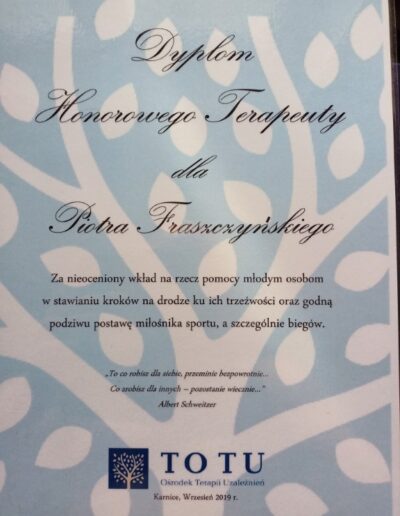 Dyplom
Honorowego Terapeuty
dla
Piotra Fraszczyńskiego
Za nieoceniony wkład na rzecz pomocy młodym osobom
w stawianiu kroków na drodze ku ich trzeźwości oraz godną
podziwu postawę miłośnika sportu, a szczególnie biegów.
„To co robisz dla siebie, przeminie bezpowrotnie...
Co zrobisz dla innych – pozostanie wiecznie..."
Albert Schweitzer
TO TU
Ośrodek Terapii Uzależnień
Karnice, Wrzesień 2019 r.